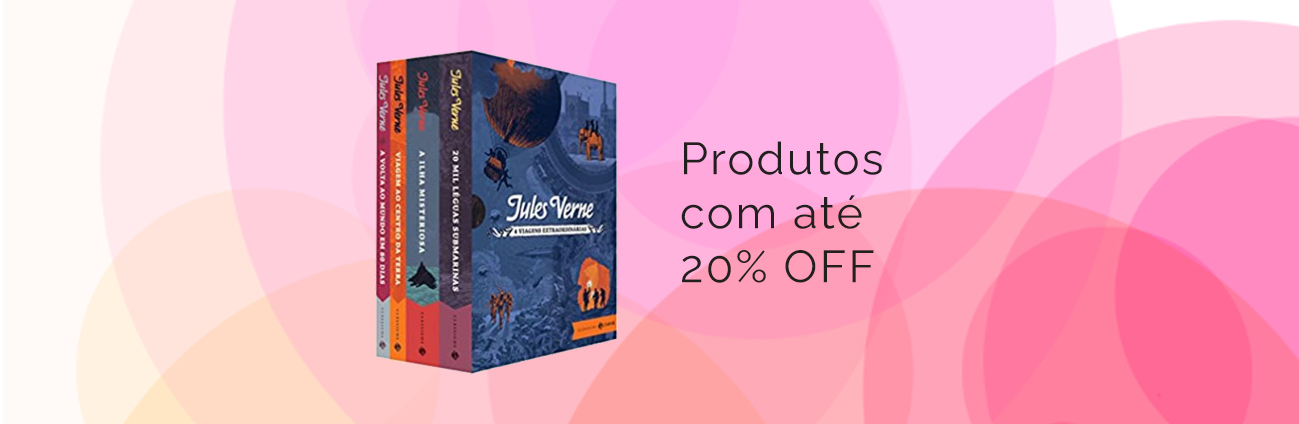 Jules Verne
A VOLTA AO MUNDO EM 80 DIAS
Jules Verne
VIAGEM AO CENTRO DA TERRA
Jules Verne
A ILHA MISTERIOSA
Jules Verne
20 MIL LÉGUAS SUBMARINAS
Jules Verne
4 VIAGENS EXTRAORDINÁRIAS
Produtos
com até
20% OFF